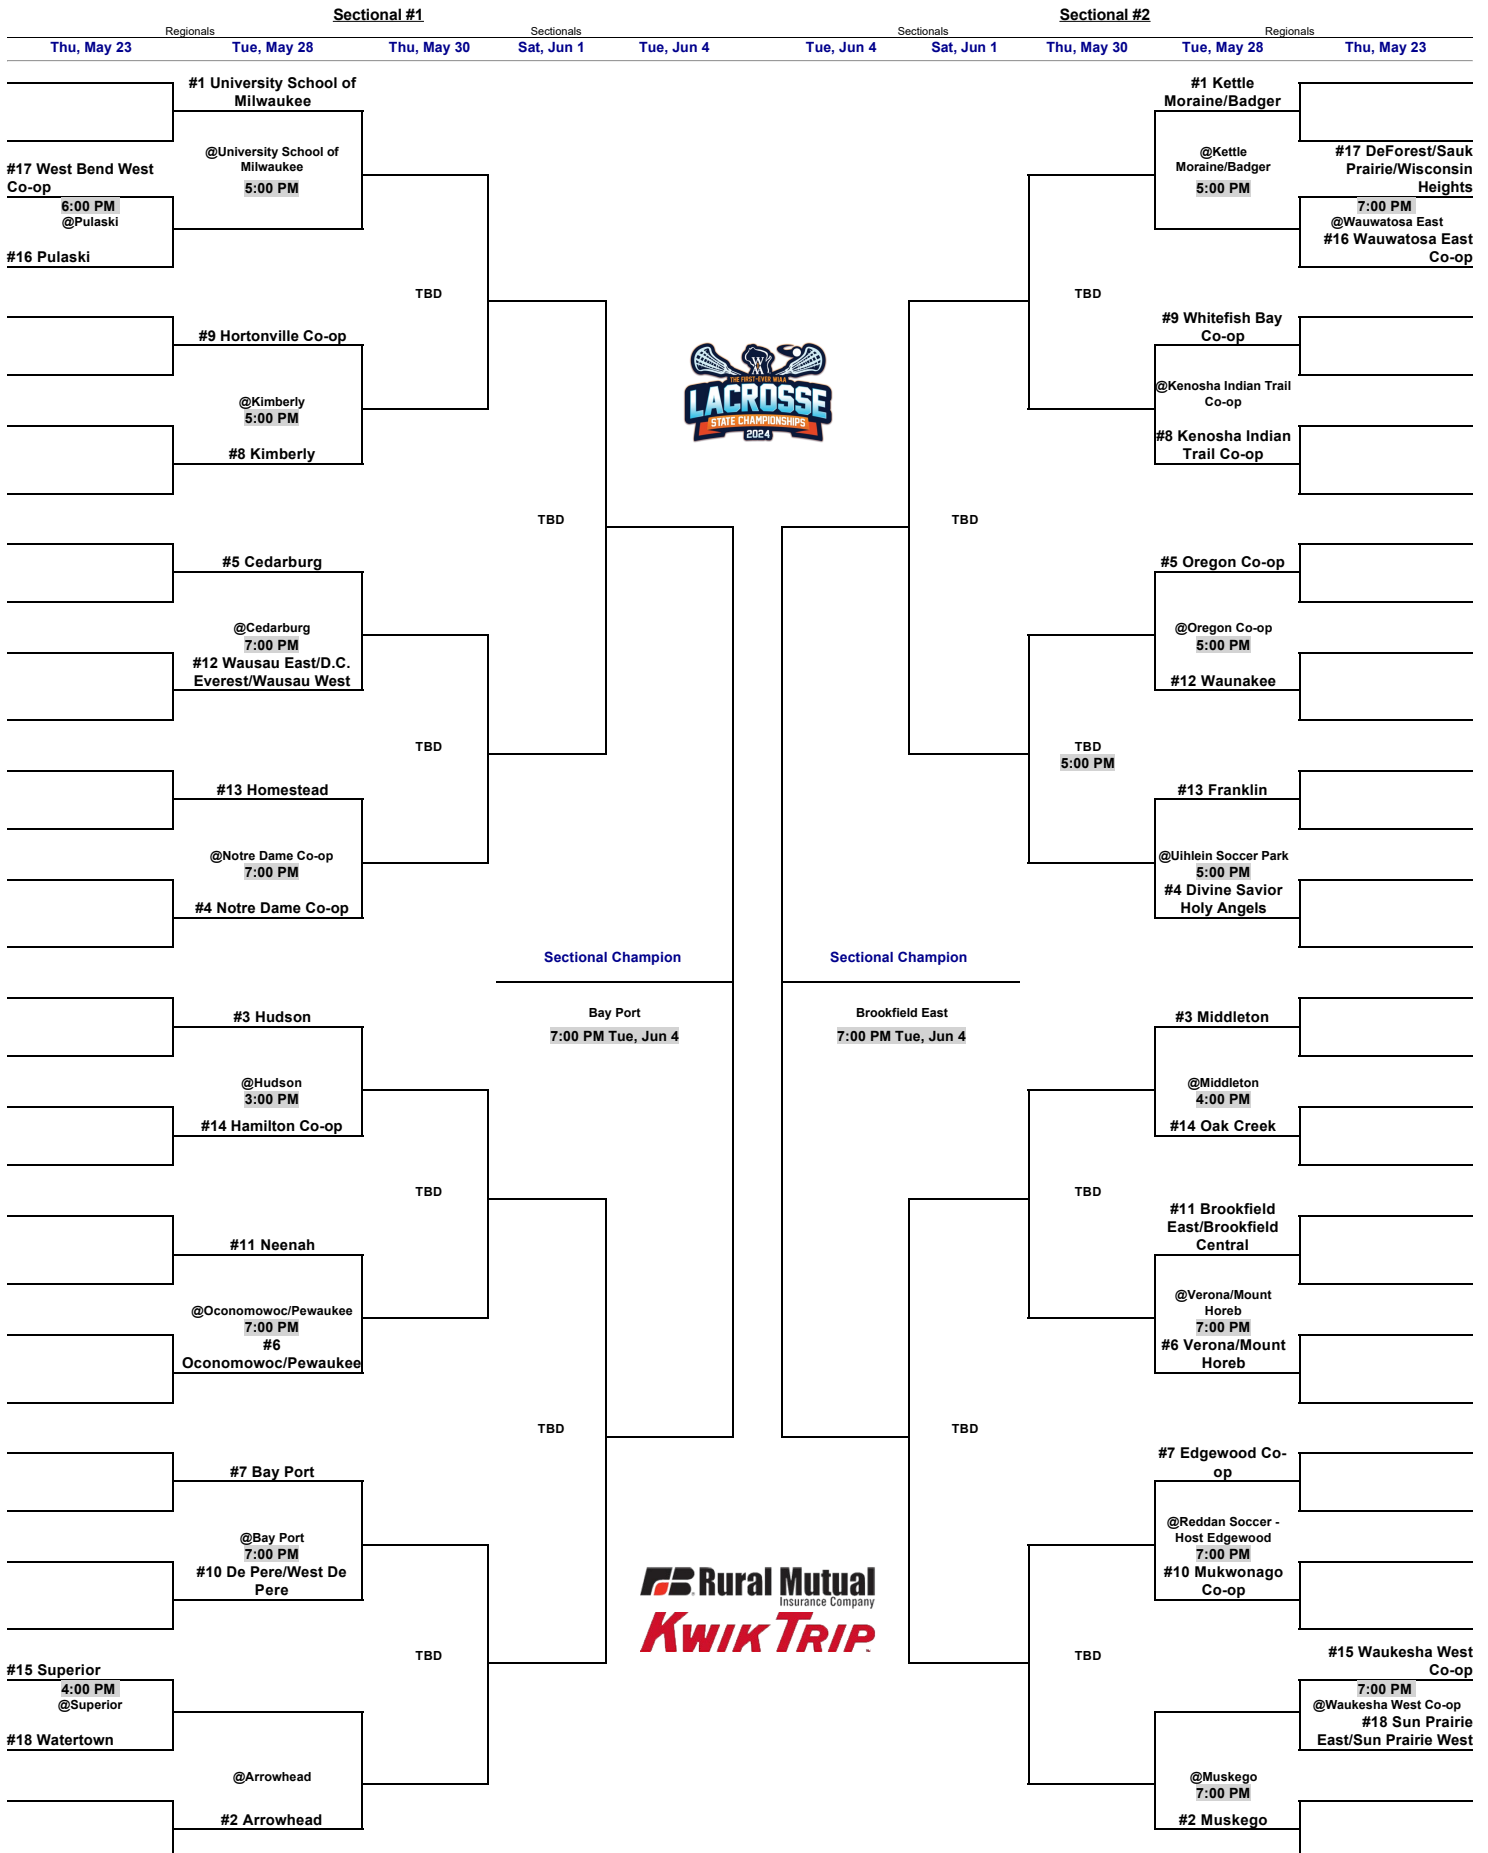 Sectional #1
Sectional #2
Regionals
Sectionals
Sectionals
Regionals
Thu, May 23
Tue, May 28
Thu, May 30
Sat, Jun 1
Tue, Jun 4
Tue, Jun 4
Sat, Jun 1
Thu, May 30
Tue, May 28
Thu, May 23
#1 University School of
Milwaukee
@University School of
Milwaukee
5:00 PM
#17 West Bend West
Co-op
6:00 PM
@Pulaski
#16 Pulaski
TBD
#9 Hortonville Co-op
@Kimberly
5:00 PM
#8 Kimberly
TBD
#5 Cedarburg
@Cedarburg
7:00 PM
#12 Wausau East/D.C.
Everest/Wausau West
TBD
#13 Homestead
@Notre Dame Co-op
7:00 PM
#4 Notre Dame Co-op
Sectional Champion
Bay Port
7:00 PM Tue, Jun 4
#3 Hudson
@Hudson
3:00 PM
#14 Hamilton Co-op
TBD
#11 Neenah
@Oconomowoc/Pewaukee
7:00 PM
#6
Oconomowoc/Pewaukee
TBD
#7 Bay Port
@Bay Port
7:00 PM
#10 De Pere/West De
Pere
TBD
#15 Superior
4:00 PM
@Superior
#18 Watertown
@Arrowhead
#2 Arrowhead
W
THE FIRST-EVER WIAA
LACROSSE
STATE CHAMPIONSHIPS
2024
Rural Mutual
Insurance Company
KWIK TRIP
#1 Kettle
Moraine/Badger
@Kettle
Moraine/Badger
5:00 PM
#17 DeForest/Sauk
Prairie/Wisconsin
Heights
7:00 PM
@Wauwatosa East
#16 Wauwatosa East
Co-op
TBD
#9 Whitefish Bay
Co-op
@Kenosha Indian Trail
Co-op
#8 Kenosha Indian
Trail Co-op
TBD
#5 Oregon Co-op
@Oregon Co-op
5:00 PM
#12 Waunakee
TBD
5:00 PM
#13 Franklin
@Uihlein Soccer Park
5:00 PM
#4 Divine Savior
Holy Angels
Sectional Champion
Brookfield East
7:00 PM Tue, Jun 4
#3 Middleton
@Middleton
4:00 PM
#14 Oak Creek
TBD
#11 Brookfield
East/Brookfield
Central
@Verona/Mount
Horeb
7:00 PM
#6 Verona/Mount
Horeb
TBD
#7 Edgewood Co-
op
@Reddan Soccer -
Host Edgewood
7:00 PM
#10 Mukwonago
Co-op
TBD
#15 Waukesha West
Co-op
7:00 PM
@Waukesha West Co-op
#18 Sun Prairie
East/Sun Prairie West
@Muskego
7:00 PM
#2 Muskego